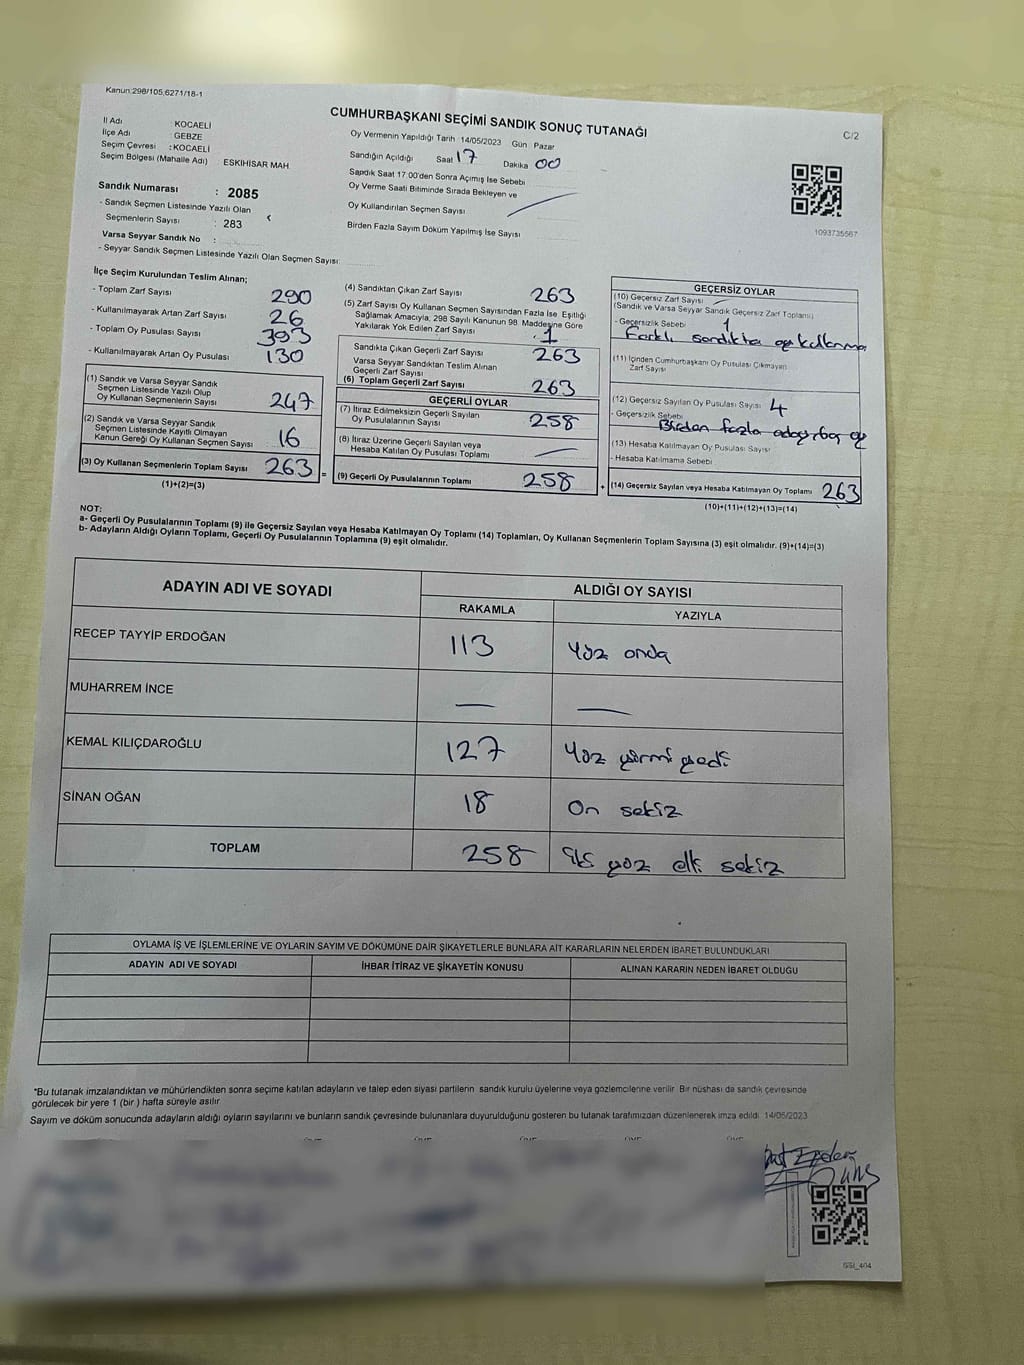 Kanun:298/105,6271/18-1
CUMHURBAŞKANI SEÇİMİ SANDIK SONUÇ TUTANAĞI
C/2
İl Adı : KOCAELİ
İlçe Adı : GEBZE
Seçim Çevresi : KOCAELİ
Seçim Bölgesi (Mahalle Adı) : ESKİHİSAR MAH
Sandık Numarası : 2085
- Sandık Seçmen Listesinde Yazılı Olan
Seçmenlerin Sayısı : 283
Varsa Seyyar Sandık No :
- Seyyar Sandık Seçmen Listesinde Yazılı Olan Seçmen Sayısı:
Oy Vermenin Yapıldığı Tarih 14/05/2023 Gün Pazar
Sandığın Açıldığı Saat 17 Dakika 00
Sandık Saat 17:00'den Sonra Açılmış İse Sebebi
Oy Verme Saati Bitiminde Sırada Bekleyen ve
Oy Kullandırılan Seçmen Sayısı
Birden Fazla Sayım Döküm Yapılmış İse Sayısı
1093735567
İlçe Seçim Kurulundan Teslim Alınan;
- Toplam Zarf Sayısı 290
- Kullanılmayarak Artan Zarf Sayısı 26
- Toplam Oy Pusulası Sayısı 393
- Kullanılmayarak Artan Oy Pusulası 130
(1) Sandık ve Varsa Seyyar Sandık
Seçmen Listesinde Yazılı Olup
Oy Kullanan Seçmenlerin Sayısı 247
(2) Sandık ve Varsa Seyyar Sandık
Seçmen Listesinde Kayıtlı Olmayan
Kanun Gereği Oy Kullanan Seçmen Sayısı 16
(3) Oy Kullanan Seçmenlerin Toplam Sayısı 263 =
(1)+(2)=(3)
(4) Sandıktan Çıkan Zarf Sayısı 263
(5) Zarf Sayısı Oy Kullanan Seçmen Sayısından Fazla İse Eşitliği
Sağlamak Amacıyla, 298 Sayılı Kanunun 98. Maddesine Göre
Yakılarak Yok Edilen Zarf Sayısı 1
Sandıkta Çıkan Geçerli Zarf Sayısı 263
Varsa Seyyar Sandıktan Teslim Alınan
Geçerli Zarf Sayısı
(6) Toplam Geçerli Zarf Sayısı 263
GEÇERLİ OYLAR
(7) İtiraz Edilmeksizin Geçerli Sayılan
Oy Pusulalarının Sayısı 258
(8) İtiraz Üzerine Geçerli Sayılan veya
Hesaba Katılan Oy Pusulası Toplamı —
(9) Geçerli Oy Pusulalarının Toplamı 258 +
GEÇERSİZ OYLAR
(10) Geçersiz Zarf Sayısı
(Sandık ve Varsa Seyyar Sandık Geçersiz Zarf Toplamı)
- Geçersizlik Sebebi 1
Farklı sandıkta oy kullanma
(11) İçinden Cumhurbaşkanı Oy Pusulası Çıkmayan
Zarf Sayısı
(12) Geçersiz Sayılan Oy Pusulası Sayısı 4
- Geçersizlik Sebebi
Birden fazla adaya oy
(13) Hesaba Katılmayan Oy Pusulası Sayısı
- Hesaba Katılmama Sebebi
(14) Geçersiz Sayılan veya Hesaba Katılmayan Oy Toplamı 263
(10)+(11)+(12)+(13)=(14)
NOT:
a- Geçerli Oy Pusulalarının Toplamı (9) ile Geçersiz Sayılan veya Hesaba Katılmayan Oy Toplamı (14) Toplamları, Oy Kullanan Seçmenlerin Toplam Sayısına (3) eşit olmalıdır. (9)+(14)=(3)
b- Adayların Aldığı Oyların Toplamı, Geçerli Oy Pusulalarının Toplamına (9) eşit olmalıdır.
ADAYIN ADI VE SOYADI ALDIĞI OY SAYISI
RAKAMLA YAZIYLA
RECEP TAYYİP ERDOĞAN 113 Yüz onüç
MUHARREM İNCE — —
KEMAL KILIÇDAROĞLU 127 Yüz yirmi yedi
SİNAN OĞAN 18 On sekiz
TOPLAM 258 iki yüz elli sekiz
OYLAMA İŞ VE İŞLEMLERİNE VE OYLARIN SAYIM VE DÖKÜMÜNE DAİR ŞİKAYETLERLE BUNLARA AİT KARARLARIN NELERDEN İBARET BULUNDUKLARI
ADAYIN ADI VE SOYADI İHBAR İTİRAZ VE ŞİKAYETİN KONUSU ALINAN KARARIN NEDEN İBARET OLDUĞU
*Bu tutanak imzalandıktan ve mühürlendikten sonra seçime katılan adayların ve talep eden siyasi partilerin sandık kurulu üyelerine veya gözlemcilerine verilir. Bir nüshası da sandık çevresinde
görülecek bir yere 1 (bir ) hafta süreyle asılır.
Sayım ve döküm sonucunda adayların aldığı oyların sayılarını ve bunların sandık çevresinde bulunanlara duyurulduğunu gösteren bu tutanak tarafımızdan düzenlenerek imza edildi. 14/05/2023